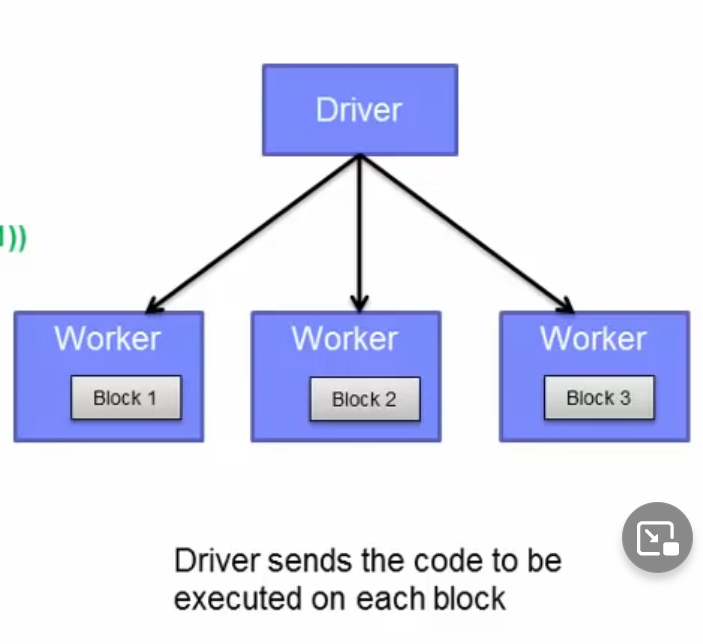 Driver
))
Worker
Worker
Worker
Block 1
Block 2
Block 3
Driver sends the code to be
executed on each block